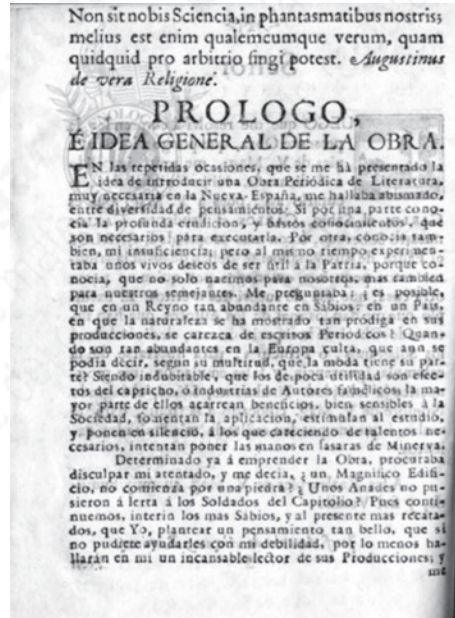 Non sit nobis Sciencia, in phantasmatibus nostris;
melius est enim qualemcumque verum, quam
quidquid pro arbitrio fingi potest. Augustinus
de vera Religione.
PROLOGO,
É IDEA GENERAL DE LA OBRA.
EN las repetidas ocasiones, que se me há presentado la
idea de introducir una Obra Periódica de Literatura,
muy necesaria en la Nueva España, me hallaba abismado,
entre diversidad de pensamientos. Si por una parte cono-
cia la profunda erudicion, y bastos conocimientos, que
son necesarios para executarla. Por otra, conocia tam-
bien, mi insuficiencia; pero al mismo tiempo experimen-
taba unos vivos deseos de ser útil á la Patria, porque co-
nocia, que no solo nacimos para nosotros, mas tambien
para nuestros semejantes. Me preguntaba: ¿es posible,
que en un Reyno tan abundante en Sabios: en un País,
en que la naturaleza se ha mostrado tan prodiga en sus
producciones, se carezca de escritos Periodicos? Quan-
do son tan abundantes en la Europa culta, que aun se
podia decir, segun su multitud, que la moda tiene su par-
te? Siendo indubitable, que los de poca utilidad son efec-
tos del capricho, ó industrias de Autores famélicos: la ma-
yor parte de ellos acarrean beneficios, bien sensibles á la
Sociedad, fomentan la aplicacion, estimulan al estudio,
y ponen en silencio, á los que careciendo de talentos ne-
cesarios, intentan poner las manos en las aras de Minerva.
Determinado ya á emprender la Obra, procuraba
disculpar mi atentado, y me decia, ¿un Magnifico Edifi-
cio, no comienza por una piedra? ¿Unos Anades no pu-
sieron á lerta á los Soldados del Capitolio? Pues conti-
nuemos, interin los mas Sábios, y al presente mas recata-
dos, que Yo, plantear un pensamiento tan bello, que si
no pudiere ayudarles con mi debilidad, por lo menos ha-
llarán en mi un incansable lector de sus Producciones; y
me